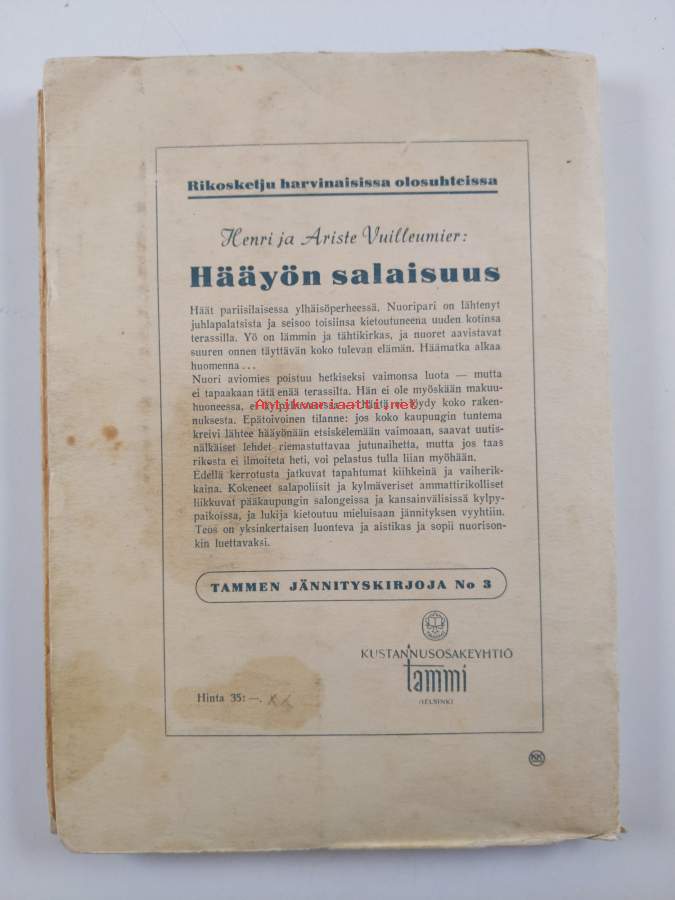 Rikosketju harvinaisissa olosuhteissa
Henri ja Ariste Vuilleumier:
Hääyön salaisuus
Häät pariisilaisessa ylhäisöperheessä. Nuoripari on lähtenyt
juhlapalatsista ja seisoo toisiinsa kietoutuneena uuden kotinsa
terassilla. Yö on lämmin ja tähtikirkas, ja nuoret aavistavat
suuren onnen täyttävän koko tulevan elämän. Häämatka alkaa
huomenna ...
Nuori aviomies poistuu hetkiseksi vaimonsa luota — mutta
ei tapaakaan tätä enää terassilta. Hän ei ole myöskään makuu-
huoneessa, ei löydy koko raken-
Antikvariaatti.net
nuksesta. Epätoivoinen tilanne: jos koko kaupungin tuntema
kreivi lähtee hääyönään etsiskelemään vaimoaan, saavat uutis-
nälkäiset lehdet riemastuttavaa jutunaihetta, mutta jos taas
rikosta ei ilmoiteta heti, voi pelastus tulla liian myöhään.
Edellä kerrotusta jatkuvat tapahtumat kiihkeinä ja vaiherik-
kaina. Kokeneet salapoliisit ja kylmäveriset ammattirikolliset
liikkuvat pääkaupungin salongeissa ja kansainvälisissä kylpy-
paikoissa, ja lukija kietoutuu mieluisaan jännityksen vyyhtiin.
Teos on yksinkertaisen luonteva ja aistikas ja sopii nuorison-
kin luettavaksi.
TAMMEN JÄNNITYSKIRJOJA No 3
KUSTANNUSOSAKEYHTIÖ
tammi
HELSINKI
Hinta 35:—.